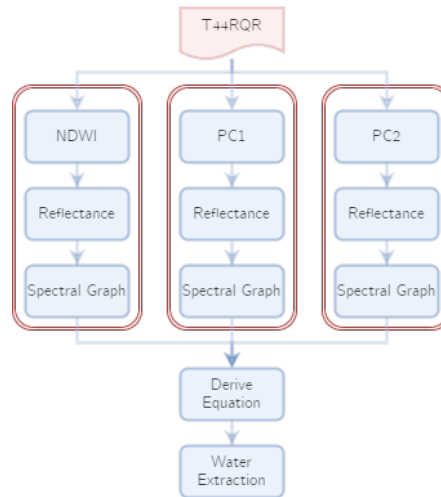 T44RQR
NDWI
PC1
PC2
Reflectance
Reflectance
Reflectance
Spectral Graph
Spectral Graph
Spectral Graph
Derive
Equation
Water
Extraction